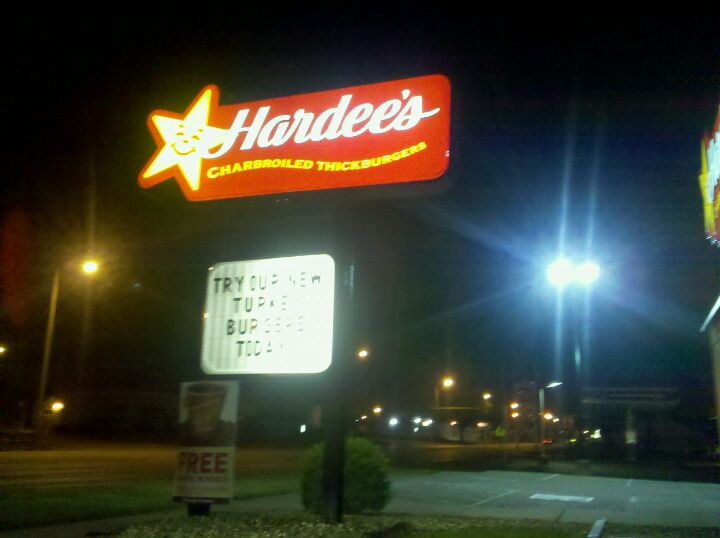 Hardee's
CHARBROILED THICKBURGERS
TRY OUR NEW
TURKEY
BURGERS
TODAY
FREE